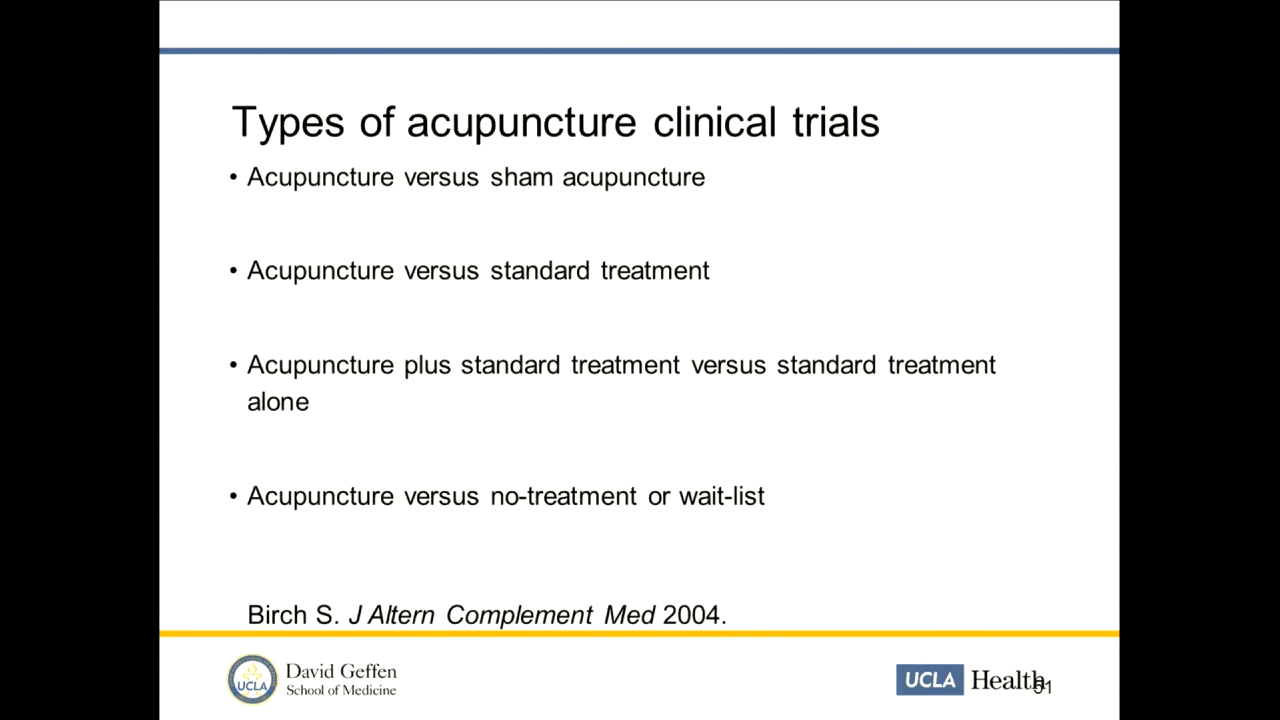 Types of acupuncture clinical trials
• Acupuncture versus sham acupuncture
• Acupuncture versus standard treatment
• Acupuncture plus standard treatment versus standard treatment
alone
• Acupuncture versus no-treatment or wait-list
Birch S. J Altern Complement Med 2004.
UCLA
David Geffen
School of Medicine
UCLA Health
51